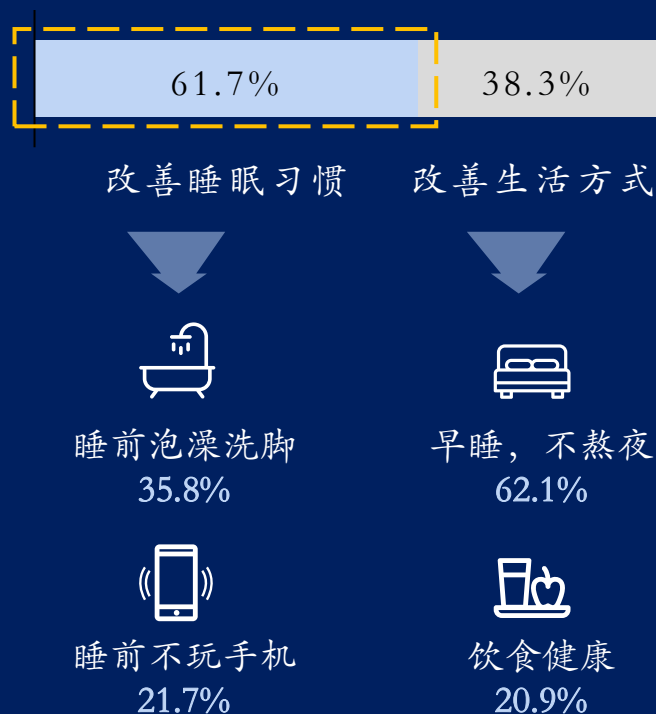 61.7% 38.3%
改善睡眠习惯 改善生活方式
睡前泡澡洗脚 早睡，不熬夜
35.8% 62.1%
睡前不玩手机 饮食健康
21.7% 20.9%